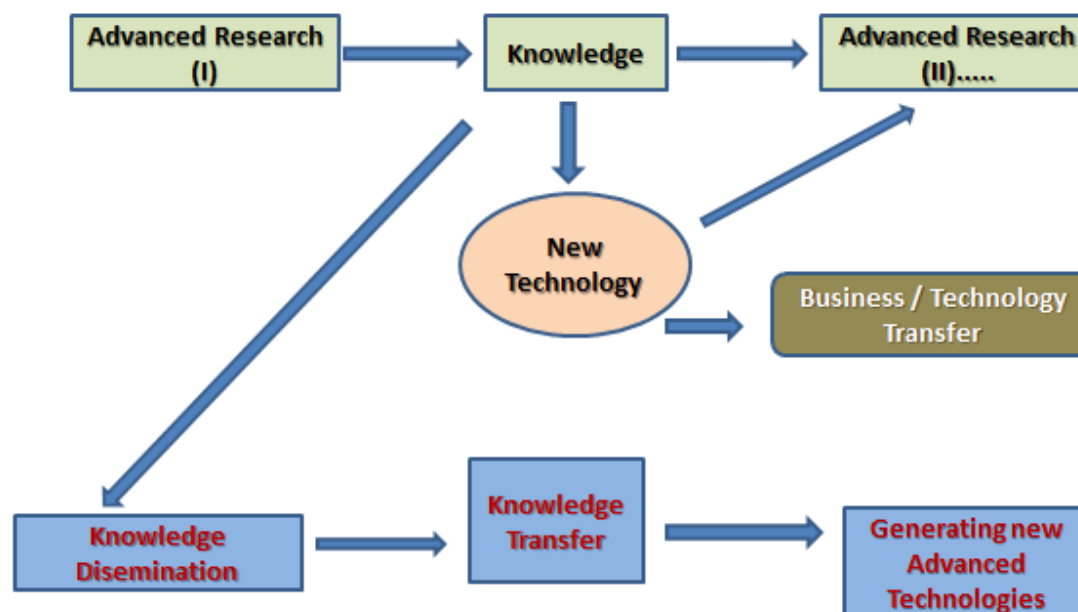 Advanced Research
(I)
Knowledge
Advanced Research
(II).....
New
Technology
Business / Technology
Transfer
Knowledge
Disemination
Knowledge
Transfer
Generating new
Advanced
Technologies